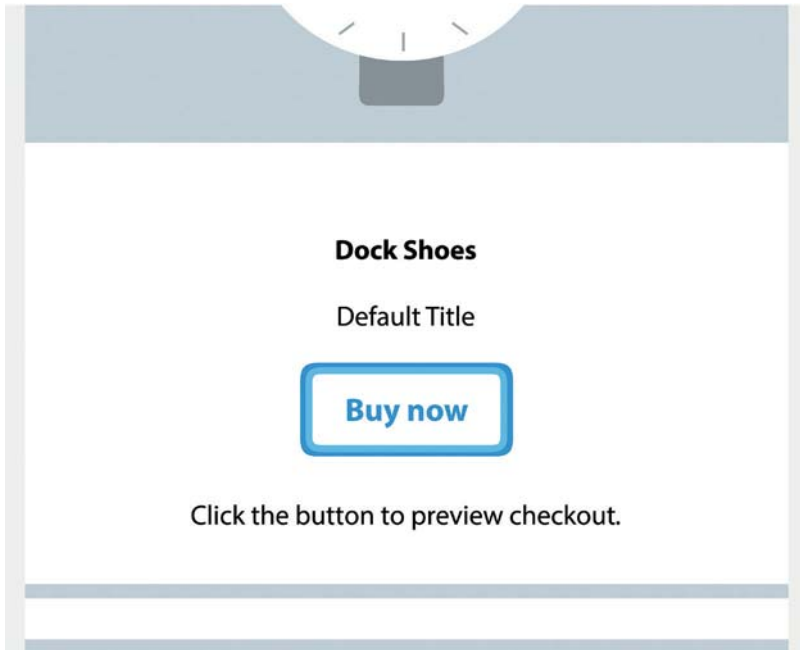 Dock Shoes
Default Title
Buy now
Click the button to preview checkout.